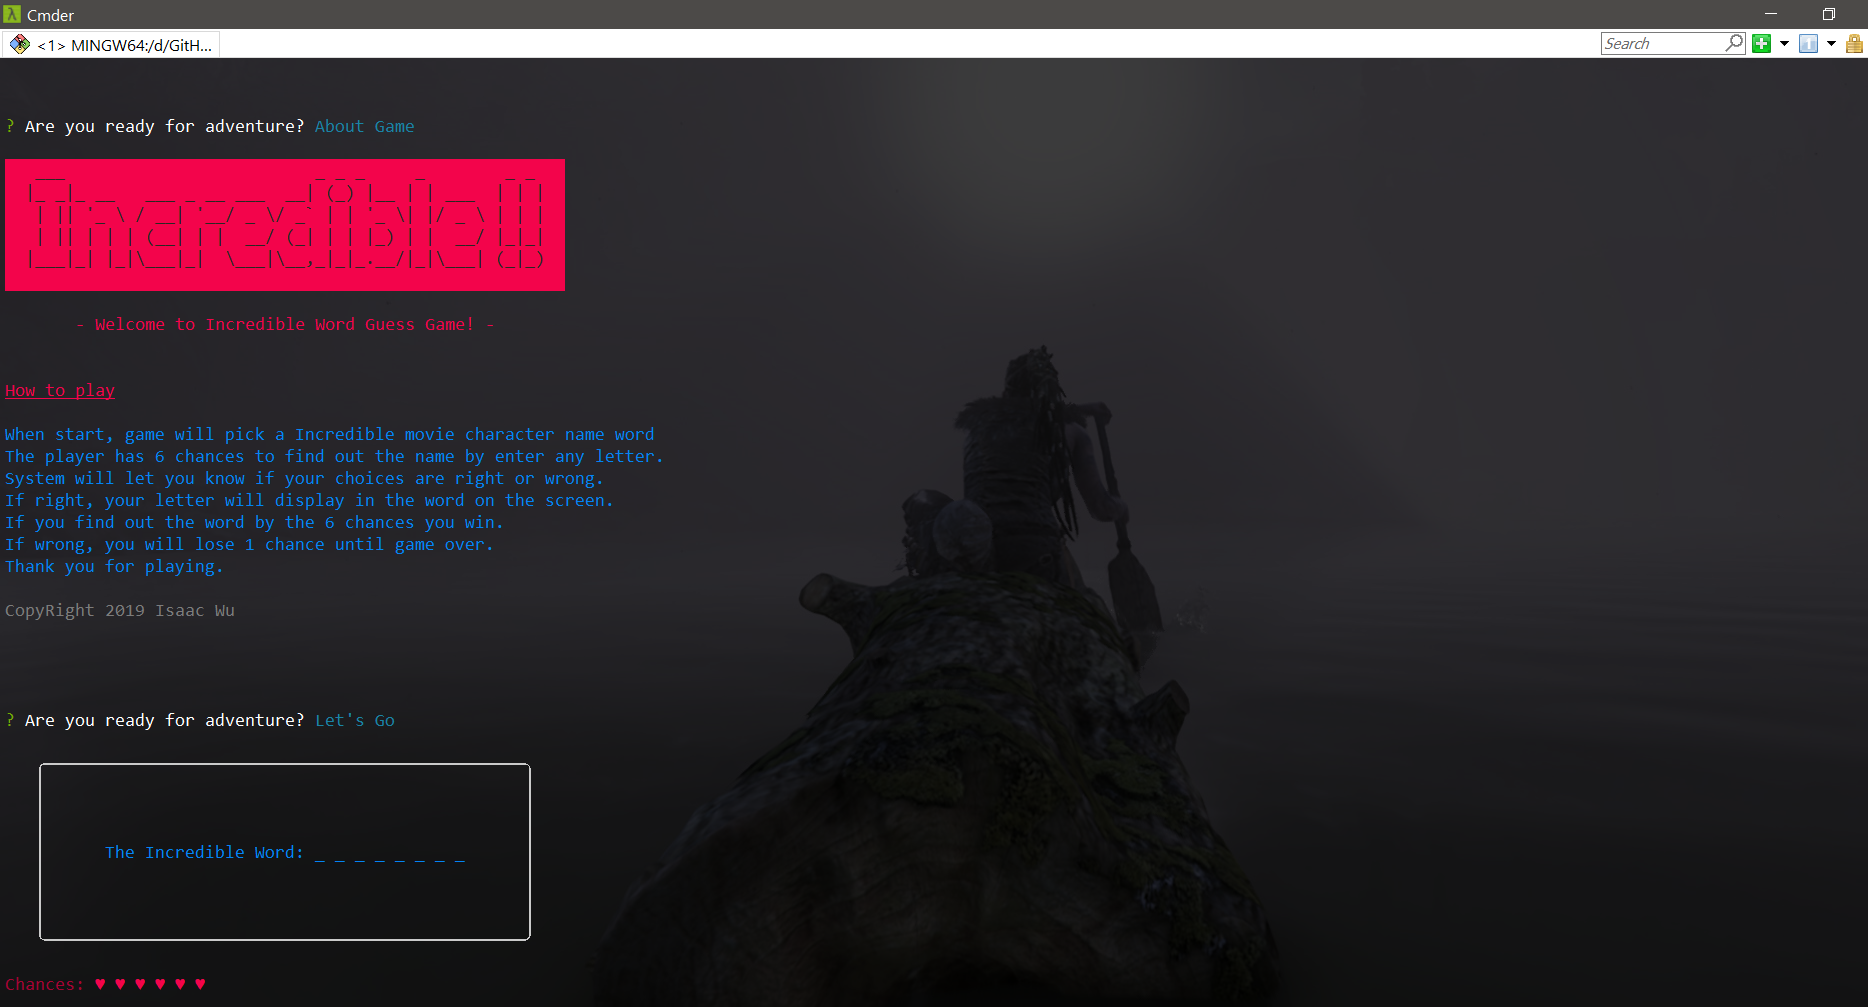 Cmder
<1> MINGW64:/d/GitH...
Search
? Are you ready for adventure? About Game
Incredible!!
- Welcome to Incredible Word Guess Game! -
How to play
When start, game will pick a Incredible movie character name word
The player has 6 chances to find out the name by enter any letter.
System will let you know if your choices are right or wrong.
If right, your letter will display in the word on the screen.
If you find out the word by the 6 chances you win.
If wrong, you will lose 1 chance until game over.
Thank you for playing.
CopyRight 2019 Isaac Wu
? Are you ready for adventure? Let's Go
The Incredible Word: _ _ _ _ _ _ _ _
Chances: ♥ ♥ ♥ ♥ ♥ ♥